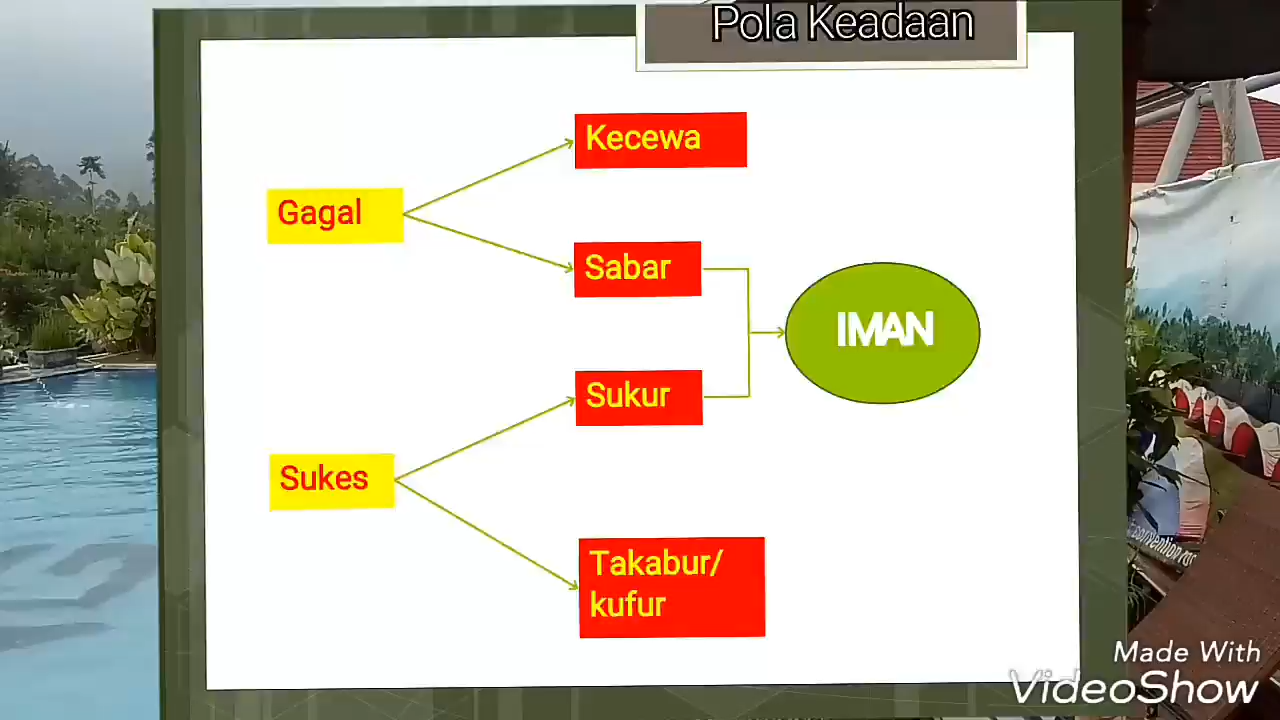 Pola Keadaan
Kecewa
Gagal
Sabar
IMAN
Sukur
Sukes
Takabur/
kufur
Made With
VideoShow